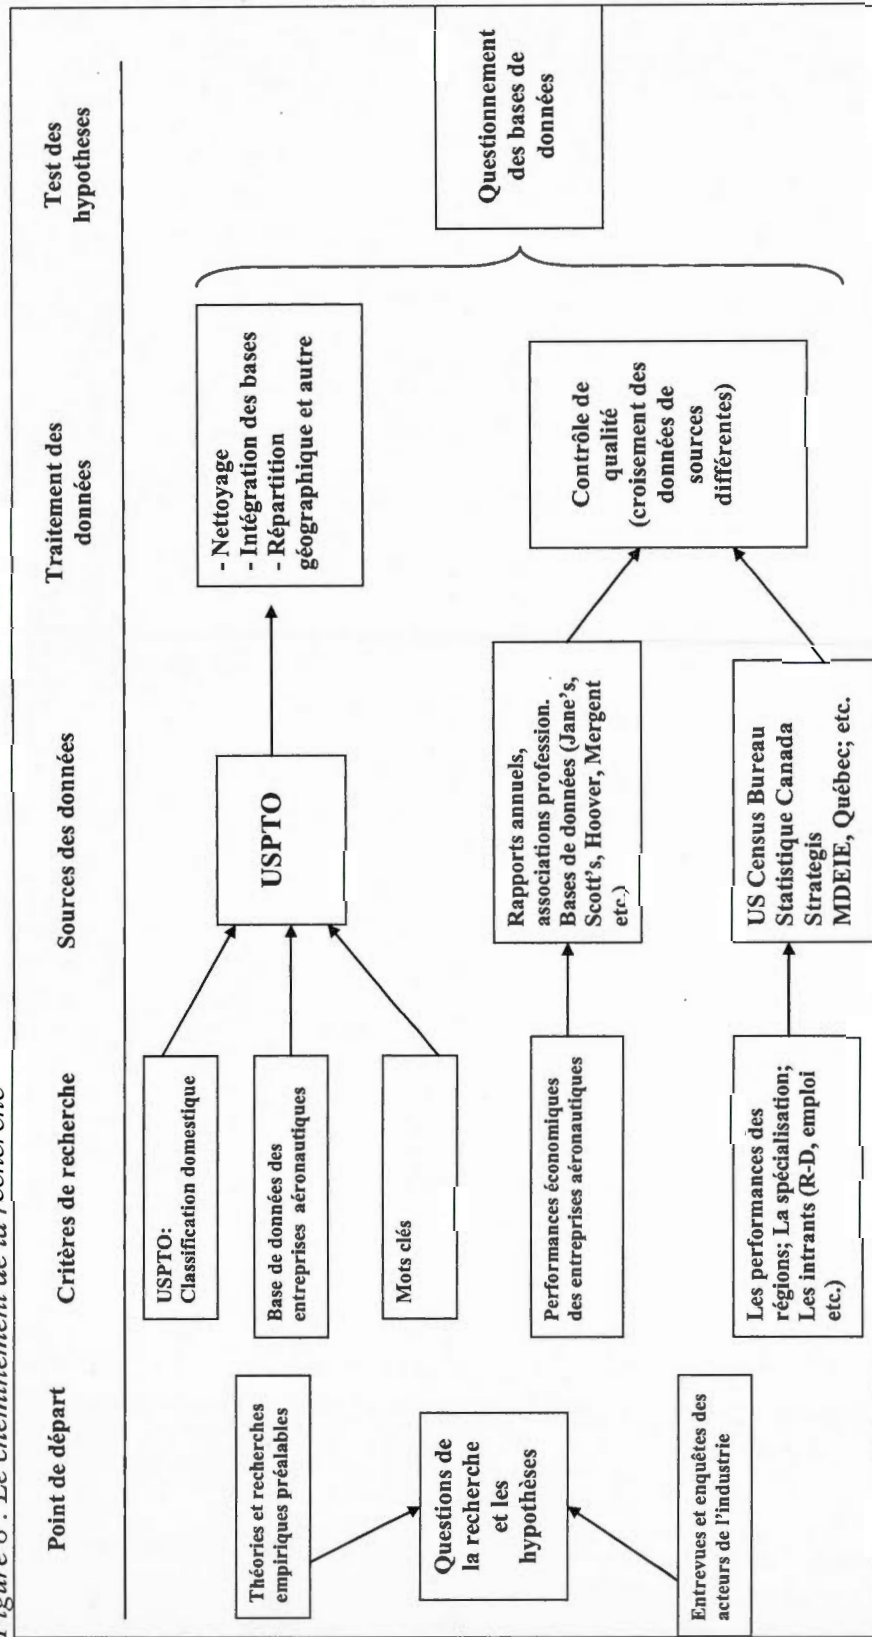 Figure 6 : Le cheminement de la recherche
Point de départ
Critères de recherche
Sources des données
Traitement des
données
Test des
hypotheses
Théories et recherches
empiriques préalables
Questions de
la recherche
et les
hypothèses
Entrevues et enquêtes des
acteurs de l'industrie
USPTO:
Classification domestique
Base de données des
entreprises aéronautiques
Mots clés
Performances économiques
des entreprises aéronautiques
Les performances des
régions; La spécialisation;
Les intrants (R-D, emploi
etc.)
USPTO
Rapports annuels,
associations profession.
Bases de données (Jane's,
Scott's, Hoover, Mergent
etc.)
US Census Bureau
Statistique Canada
Strategis
MDEIE, Québec; etc.
- Nettoyage
- Intégration des bases
- Répartition
géographique et autre
Contrôle de
qualité
(croisement des
données de
sources
différentes)
Questionnement
des bases de
données